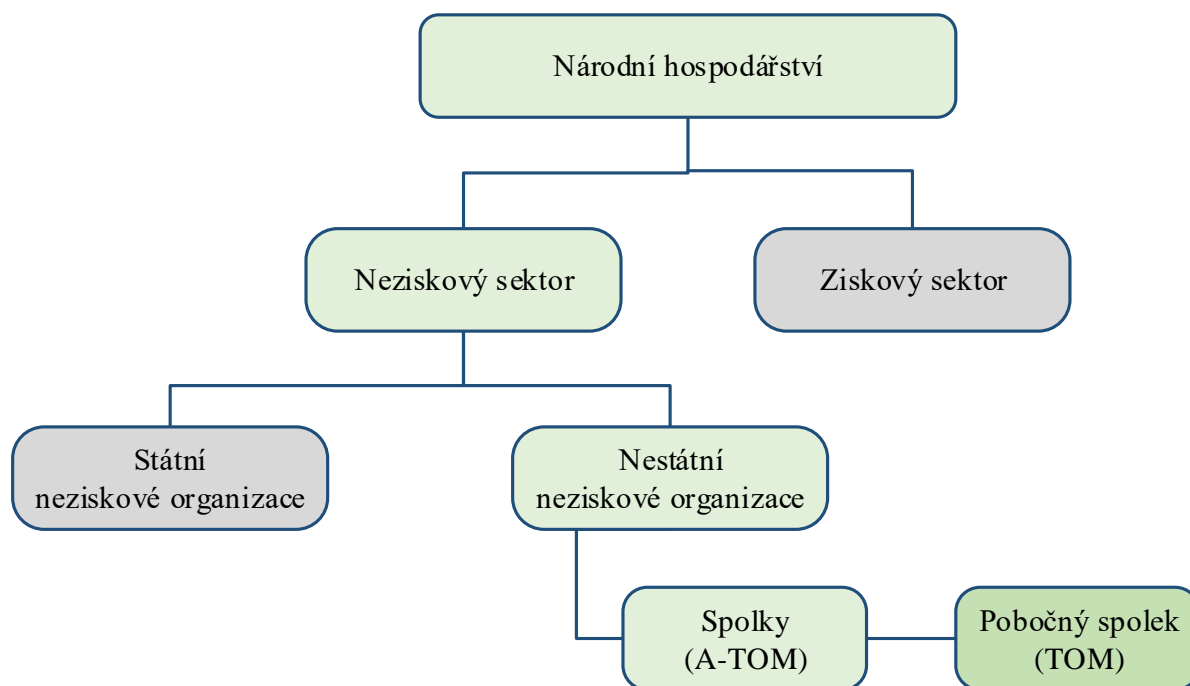 Národní hospodářství
Neziskový sektor
Ziskový sektor
Státní
neziskové organizace
Nestátní
neziskové organizace
Spolky
(A-TOM)
Pobočný spolek
(TOM)